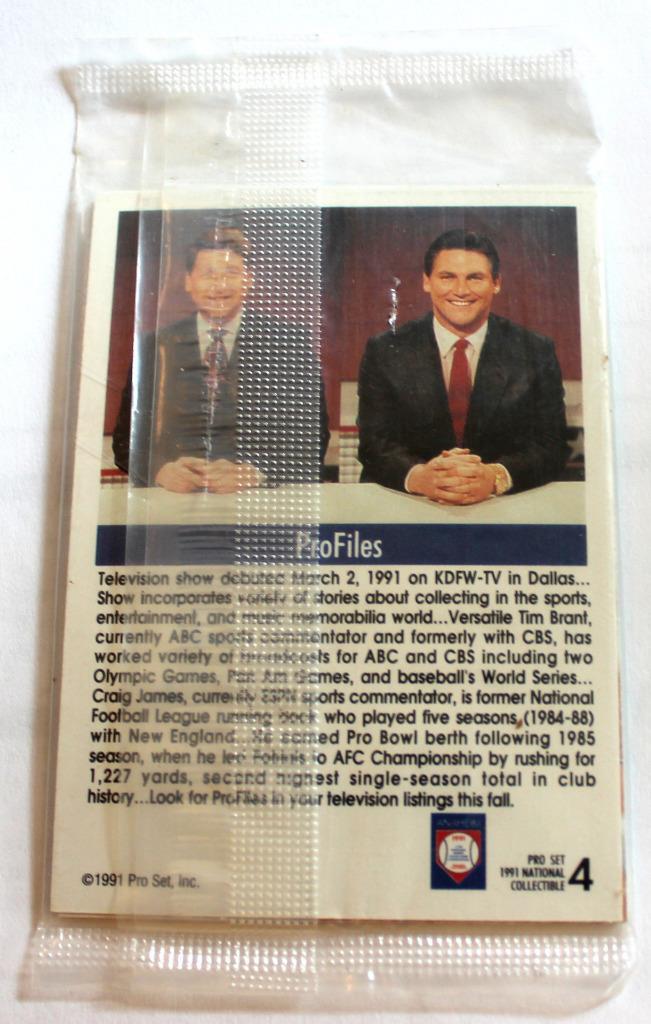 ProFiles
Television show debuted March 2, 1991 on KDFW-TV in Dallas...
Show incorporates variety of stories about collecting in the sports,
entertainment, and music memorabilia world...Versatile Tim Brant,
currently ABC sports commentator and formerly with CBS, has
worked variety of broadcasts for ABC and CBS including two
Olympic Games, Pan Am Games, and baseball's World Series...
Craig James, currently ESPN sports commentator, is former National
Football League running back who played five seasons (1984-88)
with New England. He earned Pro Bowl berth following 1985
season, when he led Patriots to AFC Championship by rushing for
1,227 yards, second highest single-season total in club
history...Look for ProFiles in your television listings this fall.
ANAHEIM
1991
©1991 Pro Set, Inc.
PRO SET
1991 NATIONAL
COLLECTIBLE 4